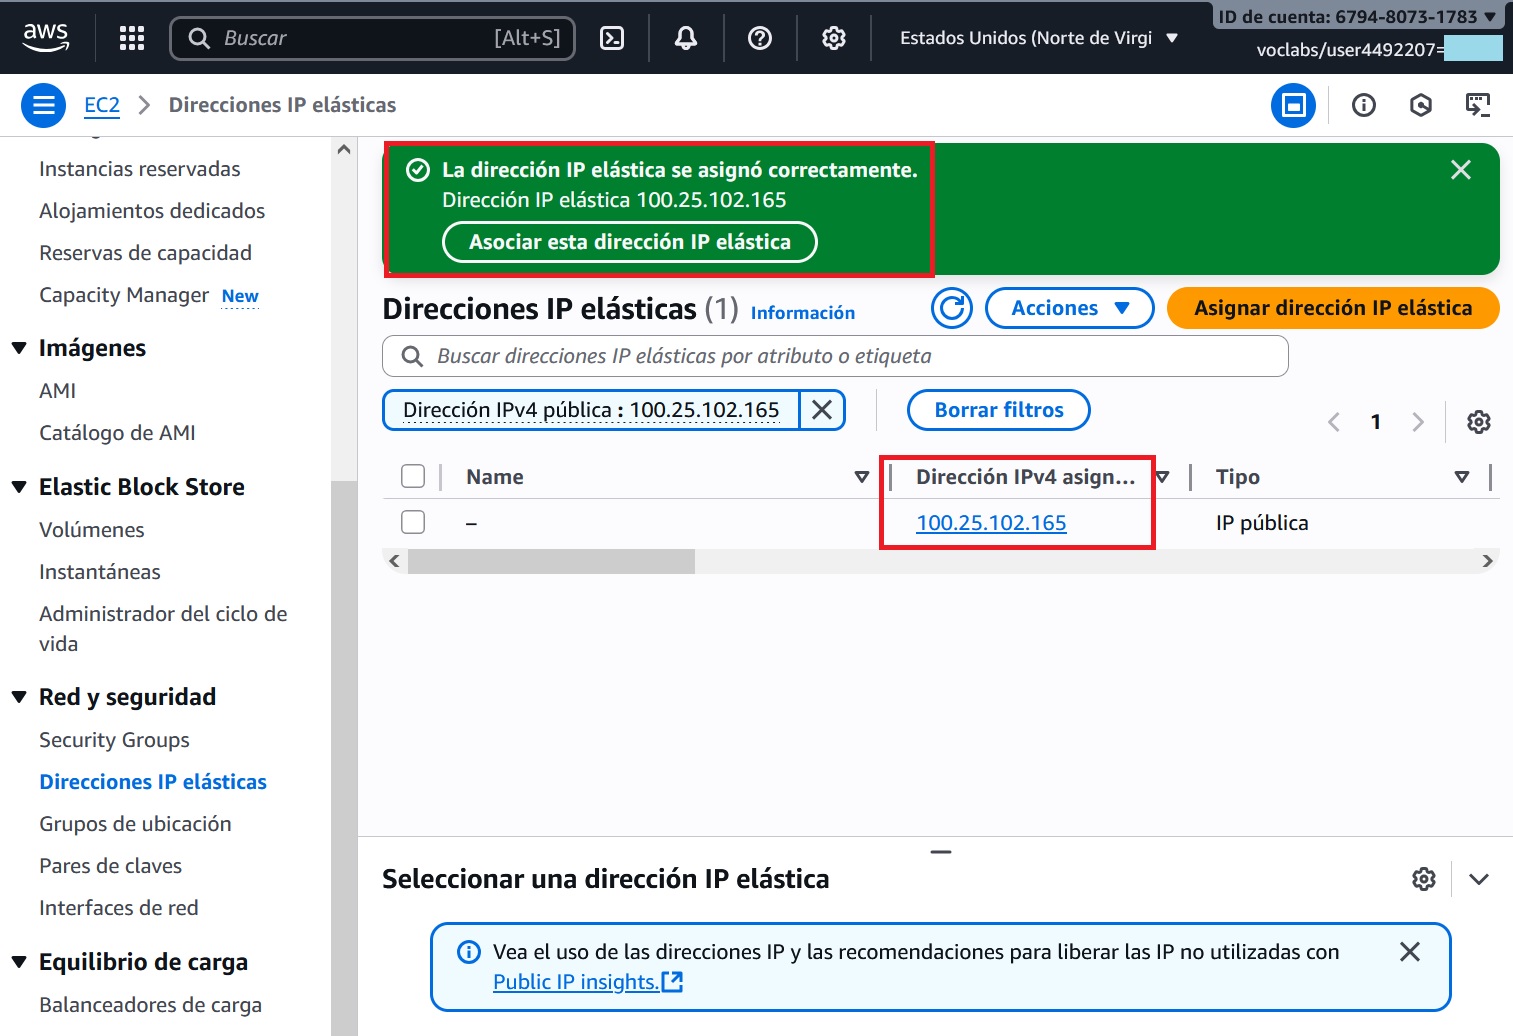 aws
Buscar
[Alt+S]
Estados Unidos (Norte de Virgi
ID de cuenta: 6794-8073-1783
voclabs/user4492207=
EC2
Direcciones IP elásticas
Instancias reservadas
Alojamientos dedicados
Reservas de capacidad
Capacity Manager New
Imágenes
AMI
Catálogo de AMI
Elastic Block Store
Volúmenes
Instantáneas
Administrador del ciclo de
vida
Red y seguridad
Security Groups
Direcciones IP elásticas
Grupos de ubicación
Pares de claves
Interfaces de red
Equilibrio de carga
Balanceadores de carga
La dirección IP elástica se asignó correctamente.
Dirección IP elástica 100.25.102.165
Asociar esta dirección IP elástica
Direcciones IP elásticas (1) Información
Acciones
Asignar dirección IP elástica
Buscar direcciones IP elásticas por atributo o etiqueta
Dirección IPv4 pública : 100.25.102.165
Borrar filtros
1
Name
Dirección IPv4 asign...
Tipo
–
100.25.102.165
IP pública
Seleccionar una dirección IP elástica
Vea el uso de las direcciones IP y las recomendaciones para liberar las IP no utilizadas con
Public IP insights.